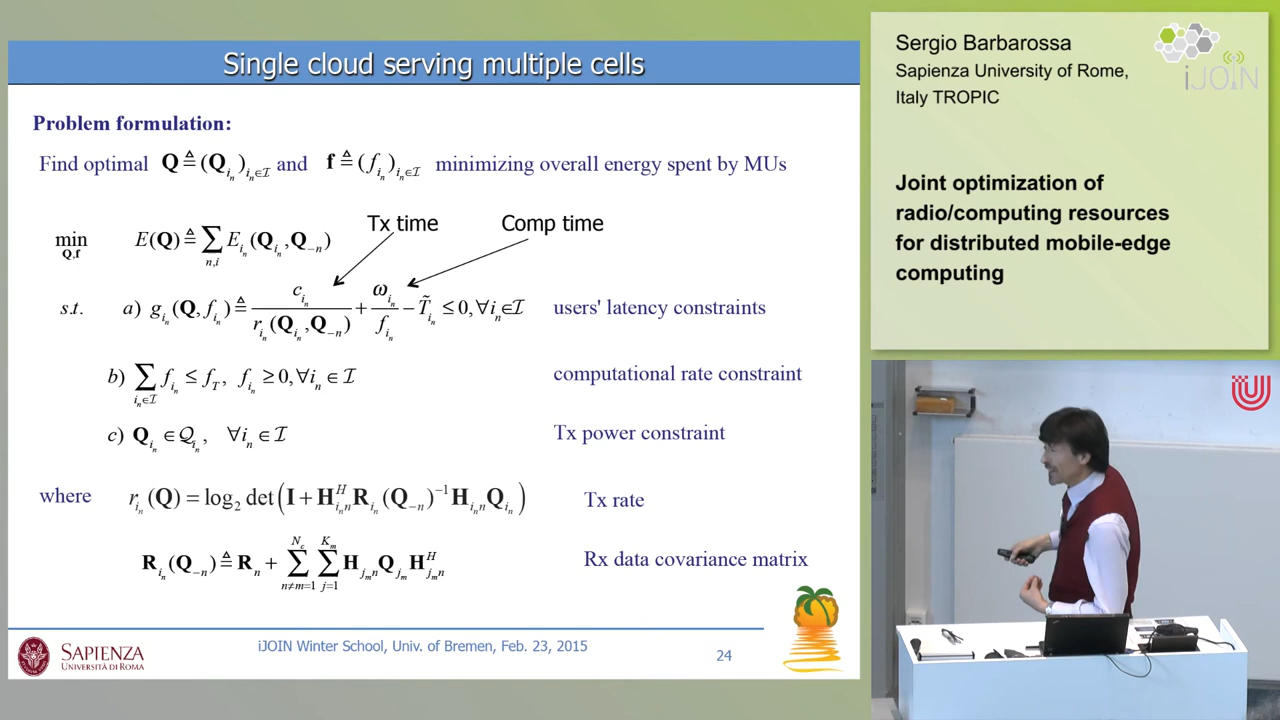 Single cloud serving multiple cells
Problem formulation:
Find optimal Q ≜ (Q_{i_n})_{i_n∈ℐ} and f ≜ (f_{i_n})_{i_n∈ℐ} minimizing overall energy spent by MUs
Tx time Comp time
min_{Q,f} E(Q) ≜ ∑_{n,i} E_{i_n}(Q_{i_n},Q_{−n})
s.t. a) g_{i_n}(Q, f_{i_n}) ≜ c_{i_n} / r_{i_n}(Q_{i_n},Q_{−n}) + ω_{i_n} / f_{i_n} − T̃_{i_n} ≤ 0, ∀i_n∈ℐ users' latency constraints
b) ∑_{i_n∈ℐ} f_{i_n} ≤ f_T, f_{i_n} ≥ 0, ∀i_n ∈ ℐ computational rate constraint
c) Q_{i_n} ∈ 𝒬_{i_n}, ∀i_n ∈ ℐ Tx power constraint
where r_{i_n}(Q) = log_2 det(I + H_{i_n n}^H R_{i_n}(Q_{−n})^{−1} H_{i_n n} Q_{i_n}) Tx rate
R_{i_n}(Q_{−n}) ≜ R_n + ∑_{n≠m=1}^{N_c} ∑_{j=1}^{K_m} H_{j_m n} Q_{j_m} H_{j_m n}^H Rx data covariance matrix
SAPIENZA
UNIVERSITÀ DI ROMA
iJOIN Winter School, Univ. of Bremen, Feb. 23, 2015
24
Sergio Barbarossa
Sapienza University of Rome,
Italy TROPIC
iJOIN
Joint optimization of
radio/computing resources
for distributed mobile-edge
computing